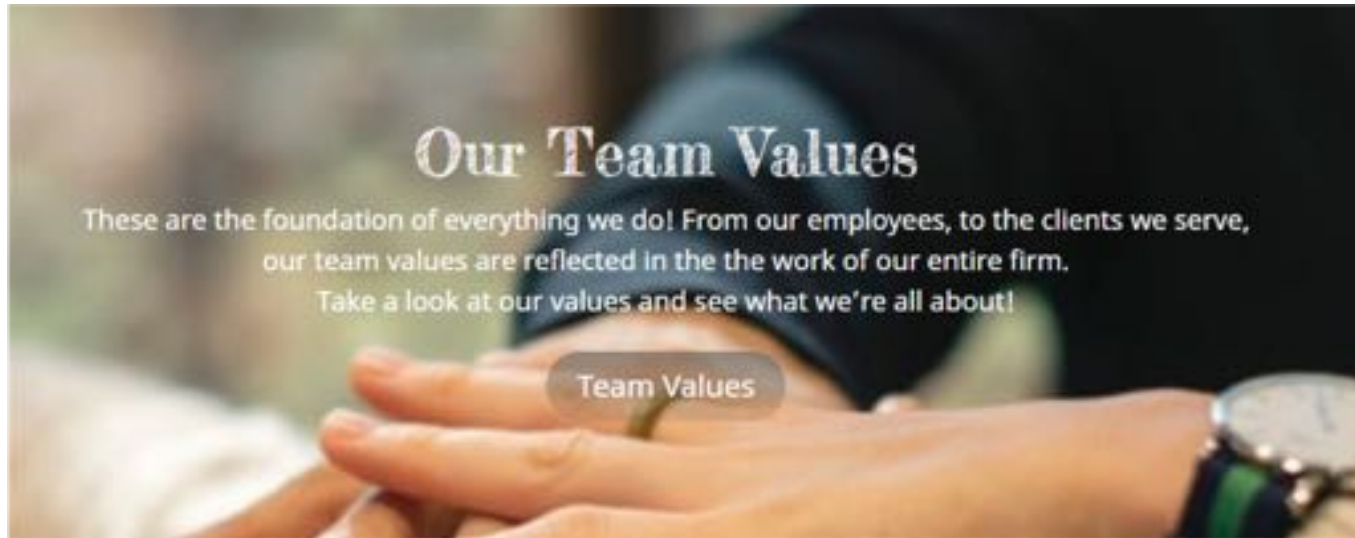 Our Team Values
These are the foundation of everything we do! From our employees, to the clients we serve,
our team values are reflected in the the work of our entire firm.
Take a look at our values and see what we're all about!
Team Values